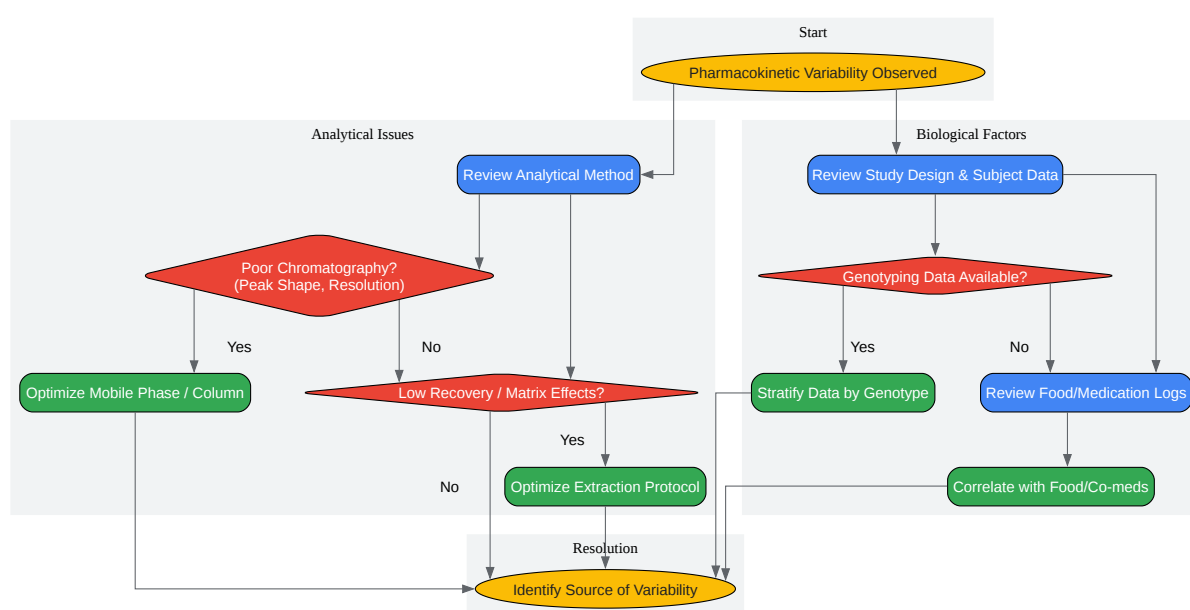 Start
Pharmacokinetic Variability Observed
Analytical Issues
Biological Factors
Review Analytical Method
Review Study Design & Subject Data
Poor Chromatography?
(Peak Shape, Resolution)
Genotyping Data Available?
Yes
No
Yes
No
Optimize Mobile Phase / Column
Low Recovery / Matrix Effects?
Stratify Data by Genotype
Review Food/Medication Logs
Yes
No
Optimize Extraction Protocol
Correlate with Food/Co-meds
Resolution
Identify Source of Variability